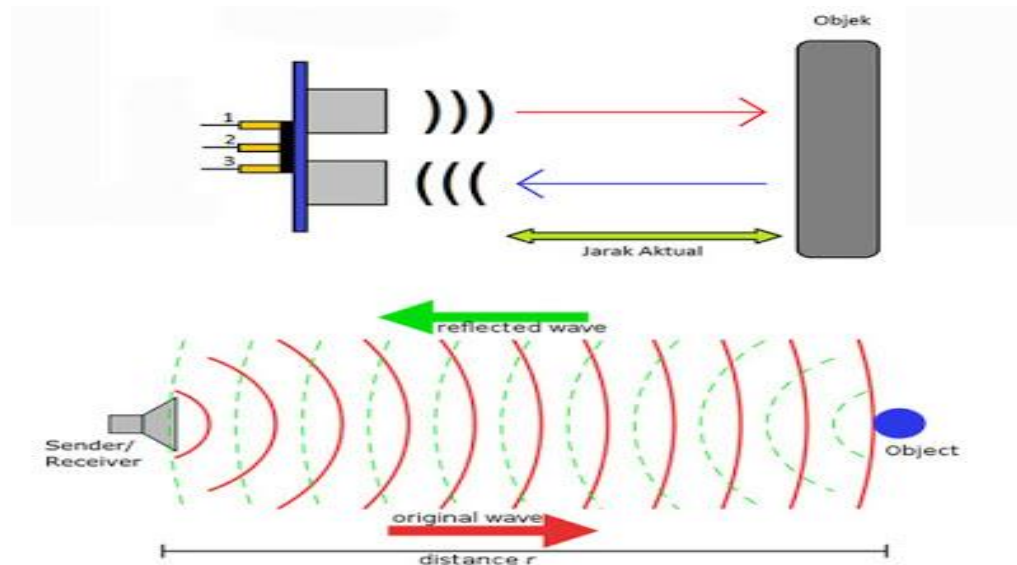 Objek
1
2
3
Jarak Aktual
reflected wave
Sender/
Receiver
Object
original wave
distance r